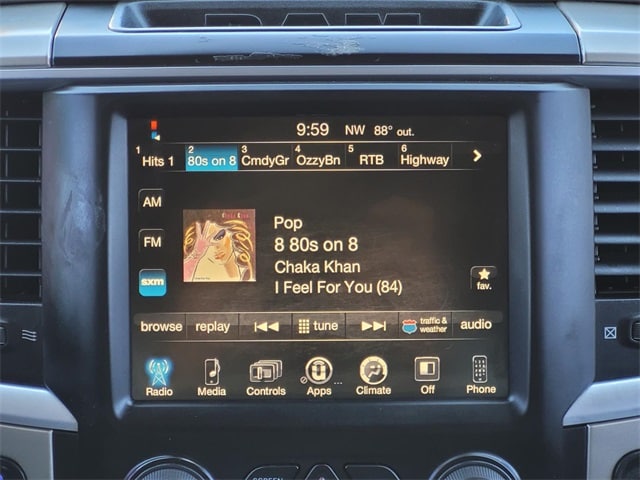 RAM
9:59 NW 88° out.
1 Hits 1 2 80s on 8 3 CmdyGr 4 OzzyBn 5 RTB 6 Highway
AM
FM
sxm
Pop
8 80s on 8
Chaka Khan
I Feel For You (84)
fav.
browse replay tune traffic & weather audio
Radio Media Controls Apps ... Climate Off Phone
SCREEN